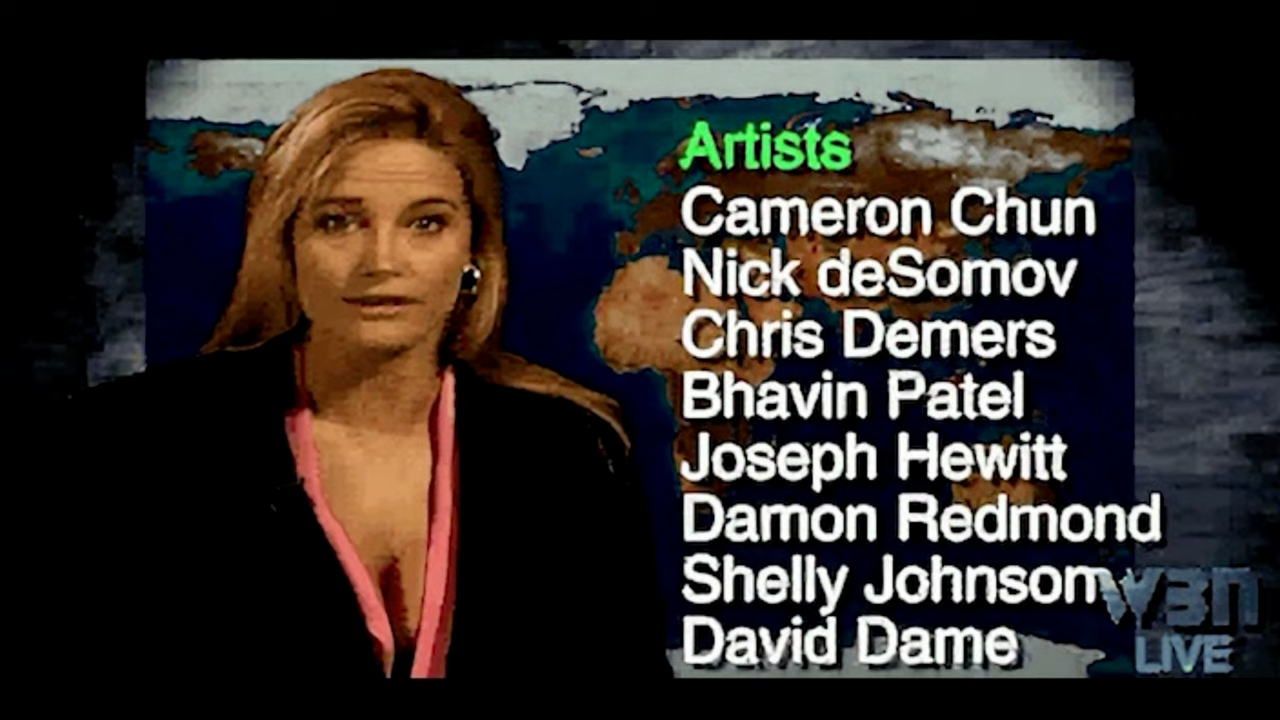 Artists
Cameron Chun
Nick deSomov
Chris Demers
Bhavin Patel
Joseph Hewitt
Damon Redmond
Shelly Johnson
David Dame
WBN
LIVE